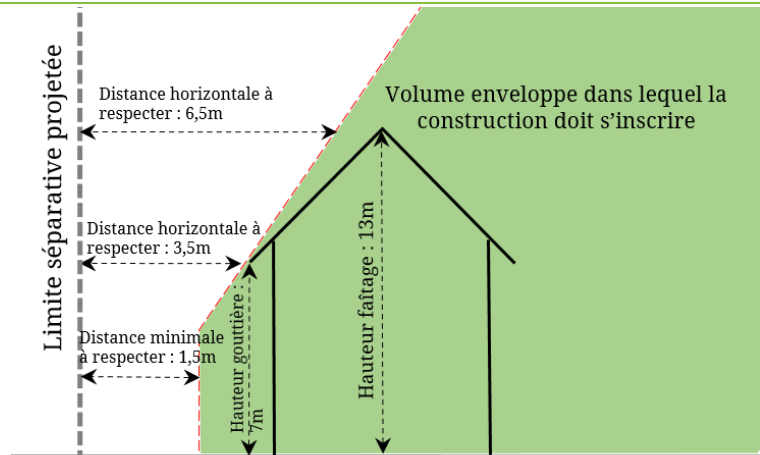 Limite séparative projetée
Distance horizontale à
respecter : 6,5m
Volume enveloppe dans lequel la
construction doit s’inscrire
Distance horizontale à
respecter : 3,5m
Distance minimale
à respecter : 1,5m
Hauteur gouttière :
7m
Hauteur faîtage : 13m